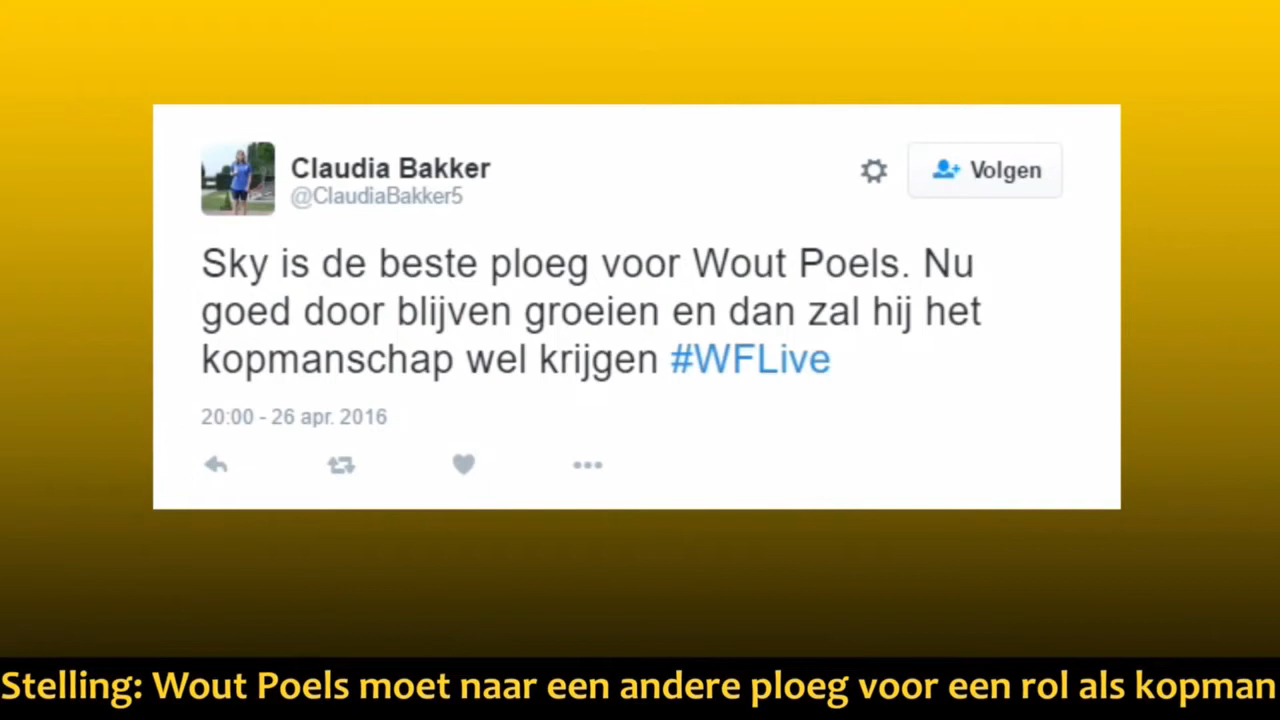 Claudia Bakker
@ClaudiaBakker5
Volgen
Sky is de beste ploeg voor Wout Poels. Nu
goed door blijven groeien en dan zal hij het
kopmanschap wel krijgen #WFLive
20:00 - 26 apr. 2016
Stelling: Wout Poels moet naar een andere ploeg voor een rol als kopman